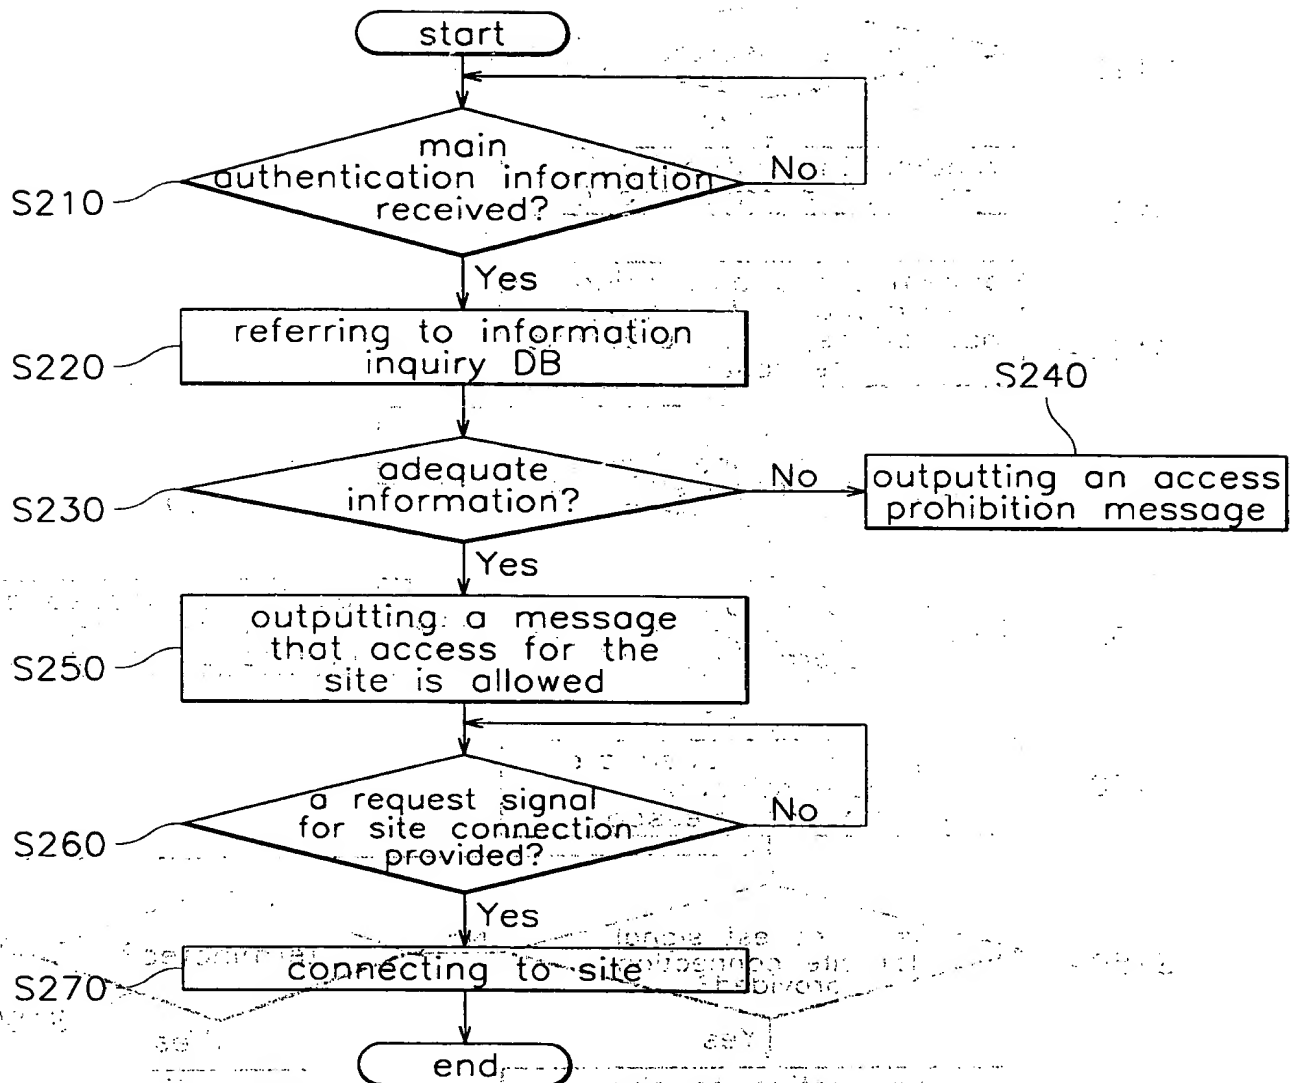 start
main
authentication information
received?
No
S210
Yes
referring to information
inquiry DB
S220
S240
adequate
information?
No
outputting an access
prohibition message
S230
Yes
outputting a message
that access for the
site is allowed
S250
a request signal
for site connection
provided?
No
S260
Yes
connecting to site
S270
end